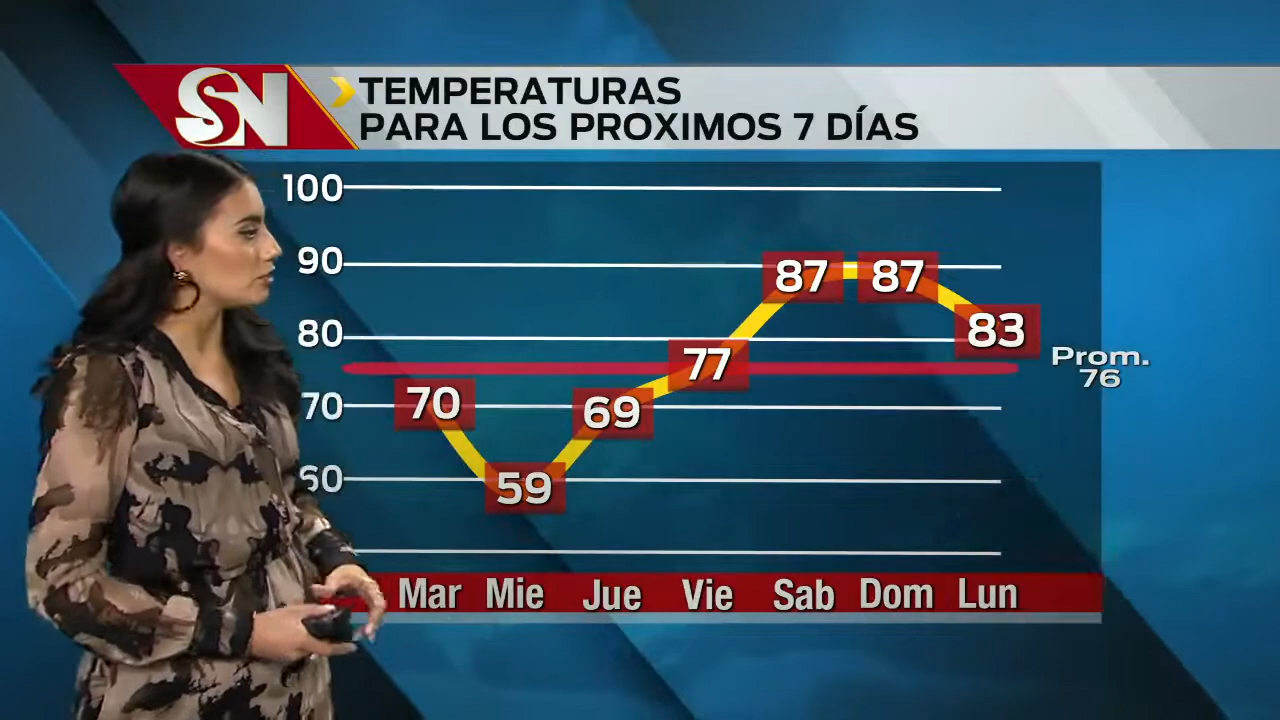 SN
TEMPERATURAS
PARA LOS PROXIMOS 7 DÍAS
100
90
80
70
60
87
87
83
77
70
69
59
Prom.
76
Mar Mie Jue Vie Sab Dom Lun